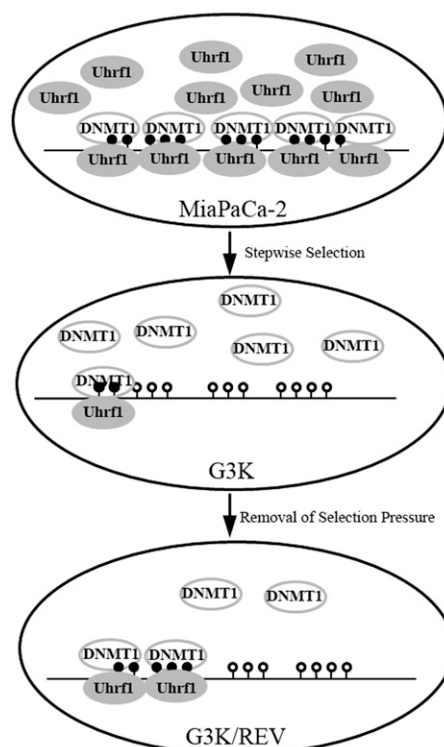 Uhrf1
Uhrf1
Uhrf1
Uhrf1
Uhrf1
Uhrf1
Uhrf1
DNMT1 DNMT1 DNMT1 DNMT1 DNMT1
Uhrf1 Uhrf1 Uhrf1 Uhrf1 Uhrf1
MiaPaCa-2
Stepwise Selection
DNMT1
DNMT1
DNMT1
DNMT1
DNMT1
DNMT1
Uhrf1
G3K
Removal of Selection Pressure
DNMT1
DNMT1
DNMT1 DNMT1
Uhrf1 Uhrf1
G3K/REV